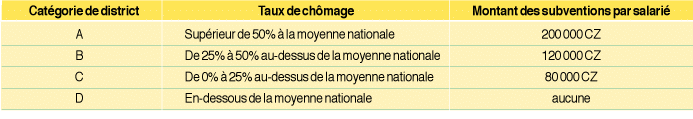 Catégorie de district Taux de chômage Montant des subventions par salarié
A Supérieur de 50% à la moyenne nationale 200 000 CZ
B De 25% à 50% au-dessus de la moyenne nationale 120 000 CZ
C De 0% à 25% au-dessus de la moyenne nationale 80 000 CZ
D En-dessous de la moyenne nationale aucune